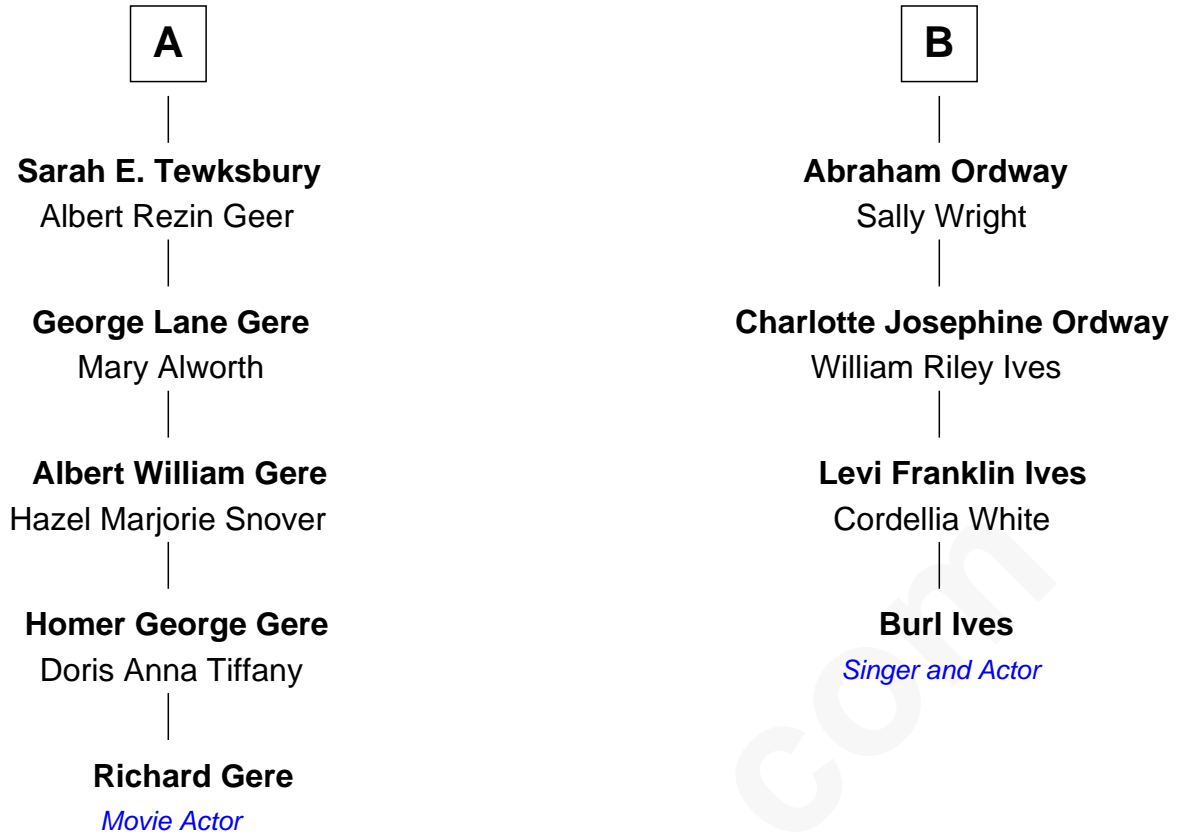 A
Sarah E. Tewksbury
Albert Rezin Geer
George Lane Gere
Mary Alworth
Albert William Gere
Hazel Marjorie Snover
Homer George Gere
Doris Anna Tiffany
Richard Gere
Movie Actor
B
Abraham Ordway
Sally Wright
Charlotte Josephine Ordway
William Riley Ives
Levi Franklin Ives
Cordellia White
Burl Ives
Singer and Actor
com